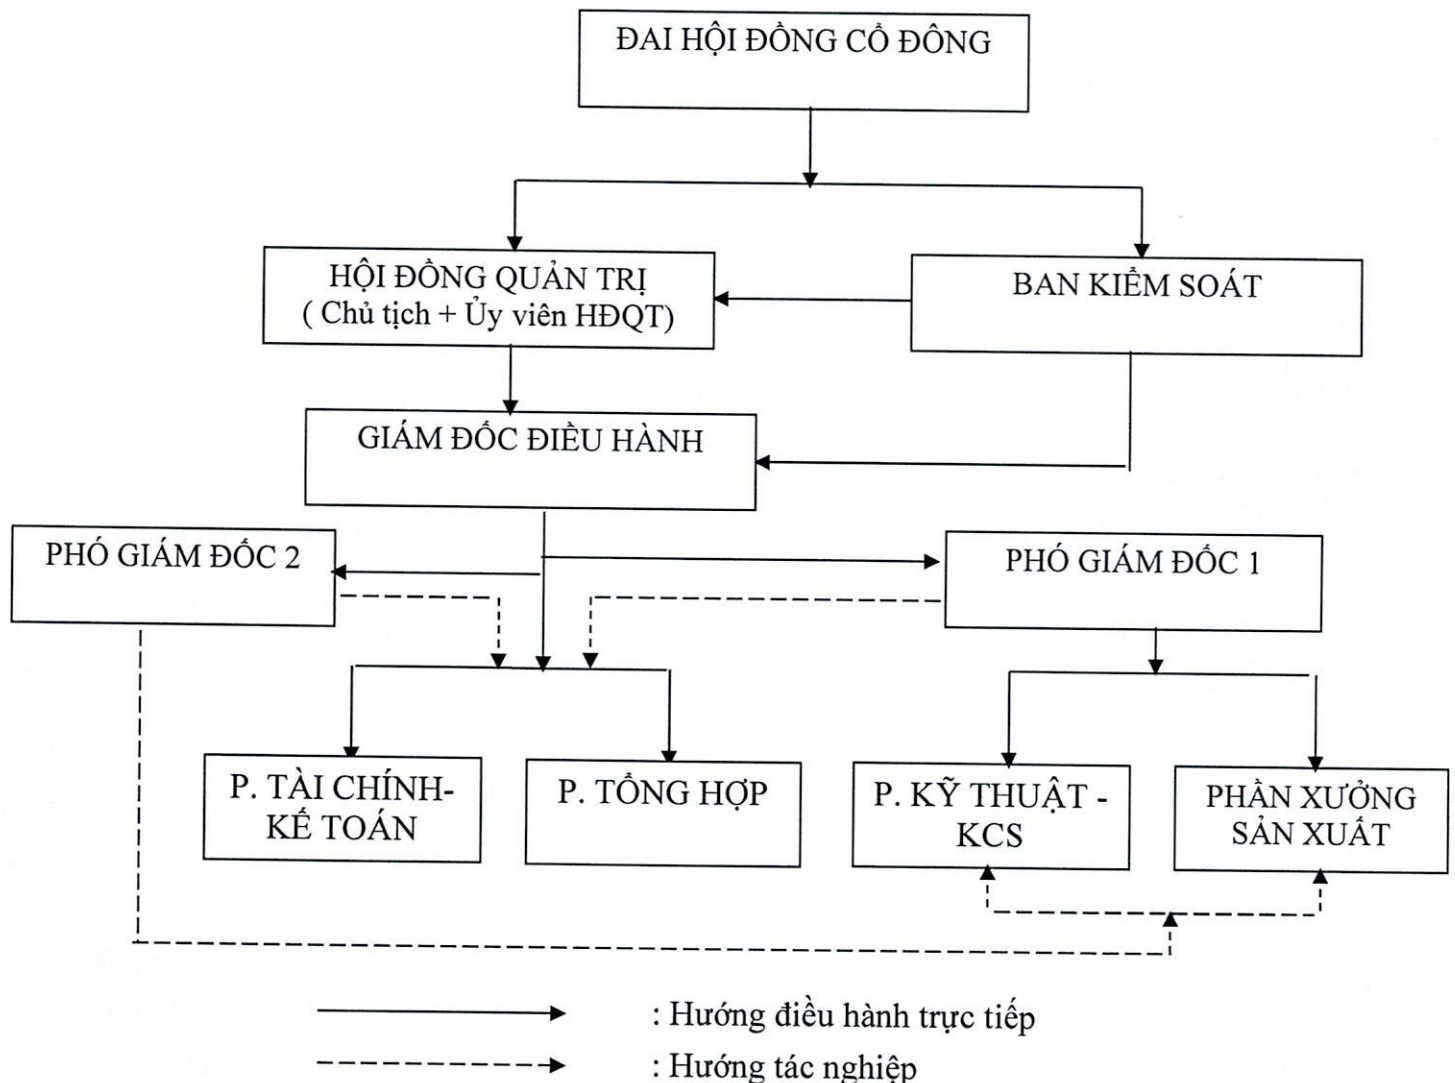 ĐAI HỘI ĐỒNG CỔ ĐÔNG
HỘI ĐỒNG QUẢN TRỊ
( Chủ tịch + Ủy viên HĐQT)
BAN KIỂM SOÁT
GIÁM ĐỐC ĐIỀU HÀNH
PHÓ GIÁM ĐỐC 2
PHÓ GIÁM ĐỐC 1
P. TÀI CHÍNH-
KẾ TOÁN
P. TỔNG HỢP
P. KỸ THUẬT -
KCS
PHẦN XƯỞNG
SẢN XUẤT
: Hướng điều hành trực tiếp
: Hướng tác nghiệp